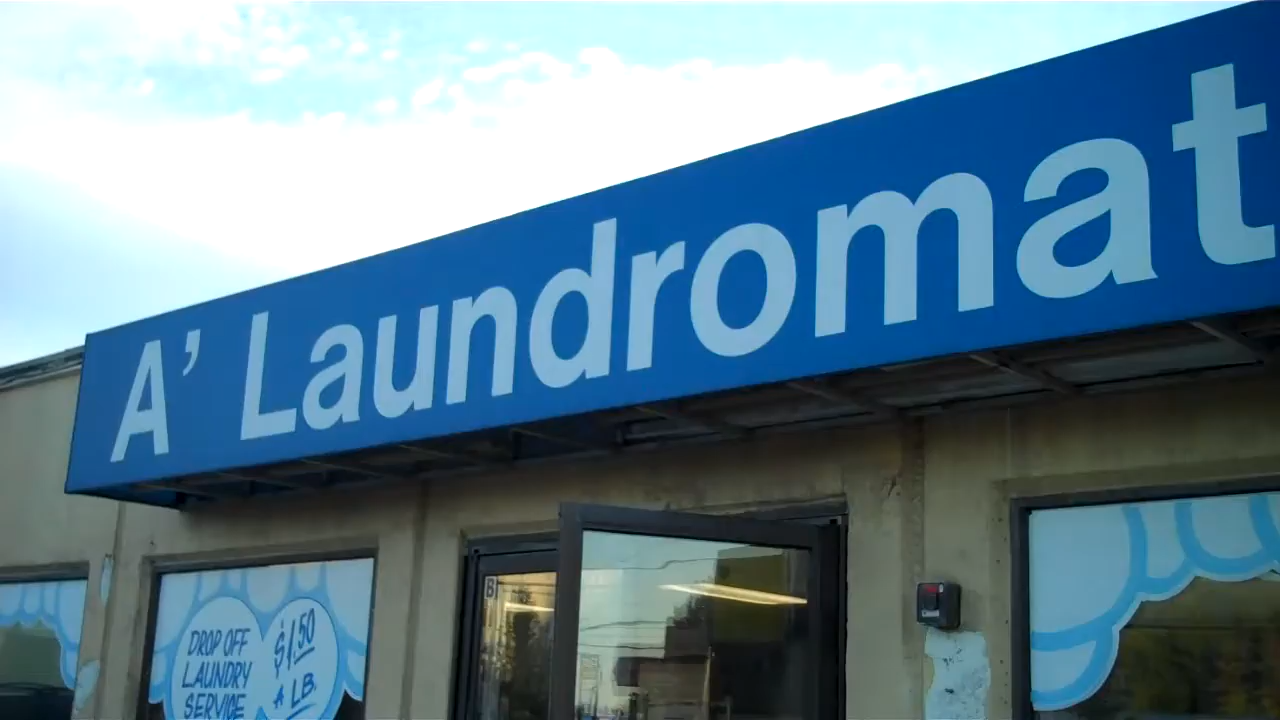 A' Laundromat
DROP OFF
LAUNDRY
SERVICE
$1.50
A LB.